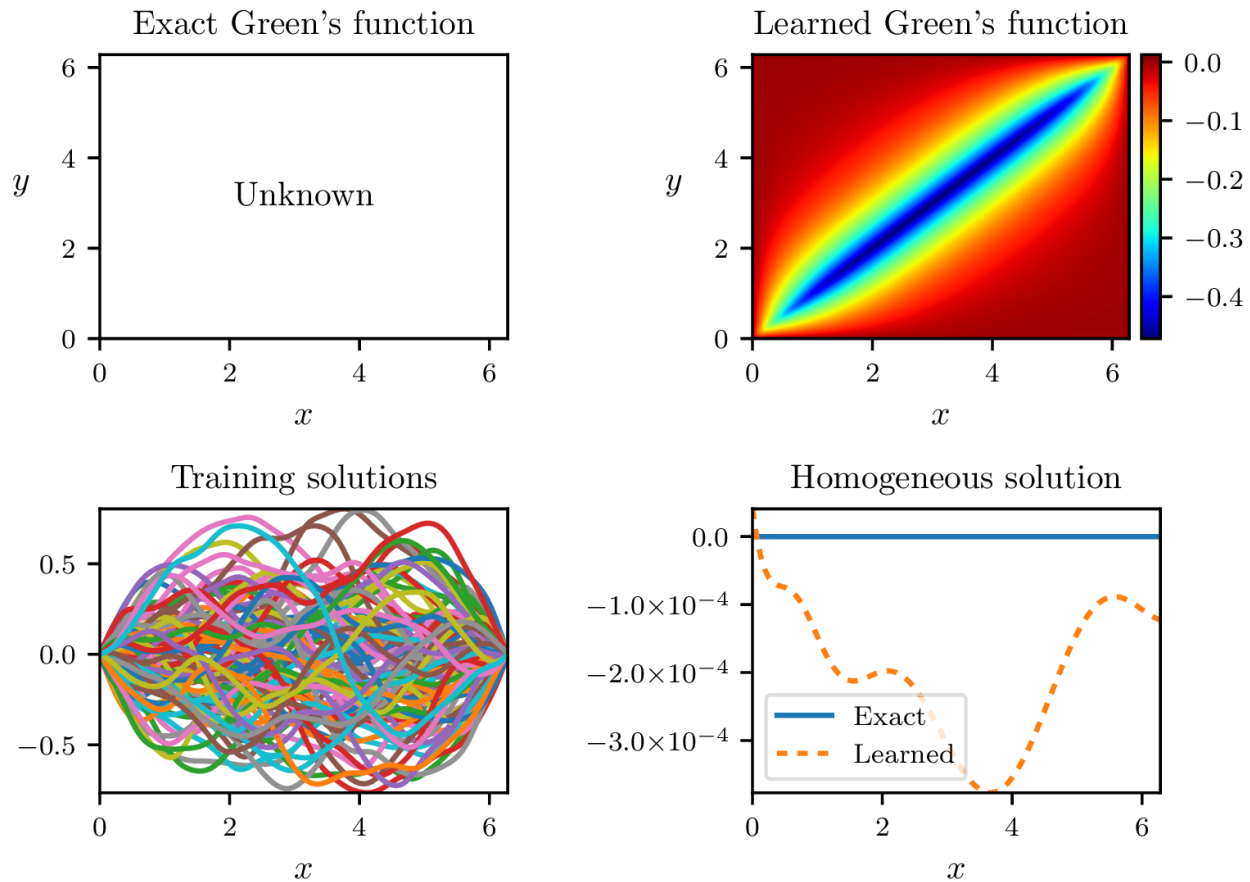 Exact Green's function
6
4
y
2
0
Unknown
0 2 4 6
x
Learned Green's function
6
4
y
2
0
0 2 4 6
x
0.0
−0.1
−0.2
−0.3
−0.4
Training solutions
0.5
0.0
−0.5
0 2 4 6
x
Homogeneous solution
0.0
−1.0×10⁻⁴
−2.0×10⁻⁴
−3.0×10⁻⁴
Exact
Learned
0 2 4 6
x